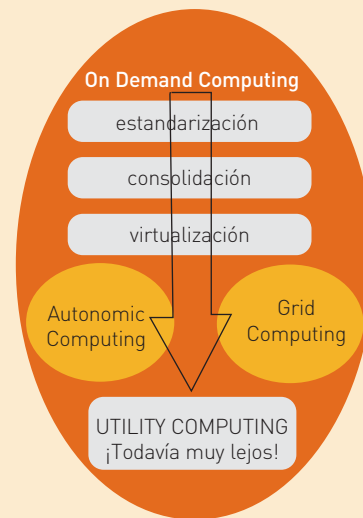 On Demand Computing
estandarización
consolidación
virtualización
Autonomic
Computing
Grid
Computing
UTILITY COMPUTING
¡Todavía muy lejos!